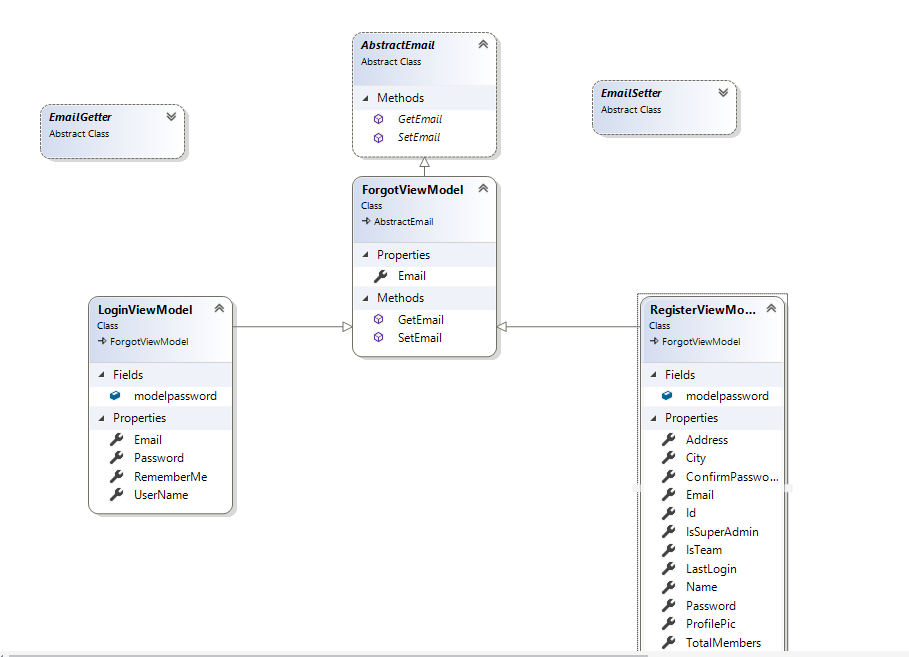 AbstractEmail
Abstract Class
Methods
GetEmail
SetEmail
EmailGetter
Abstract Class
EmailSetter
Abstract Class
ForgotViewModel
Class
AbstractEmail
Properties
Email
Methods
GetEmail
SetEmail
LoginViewModel
Class
ForgotViewModel
Fields
modelpassword
Properties
Email
Password
RememberMe
UserName
RegisterViewMo...
Class
ForgotViewModel
Fields
modelpassword
Properties
Address
City
ConfirmPasswo...
Email
Id
IsSuperAdmin
IsTeam
LastLogin
Name
Password
ProfilePic
TotalMembers